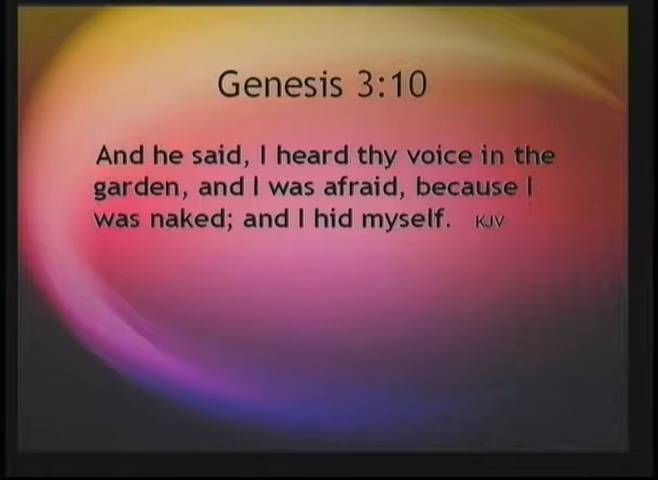 Genesis 3:10
And he said, I heard thy voice in the
garden, and I was afraid, because I
was naked; and I hid myself. KJV